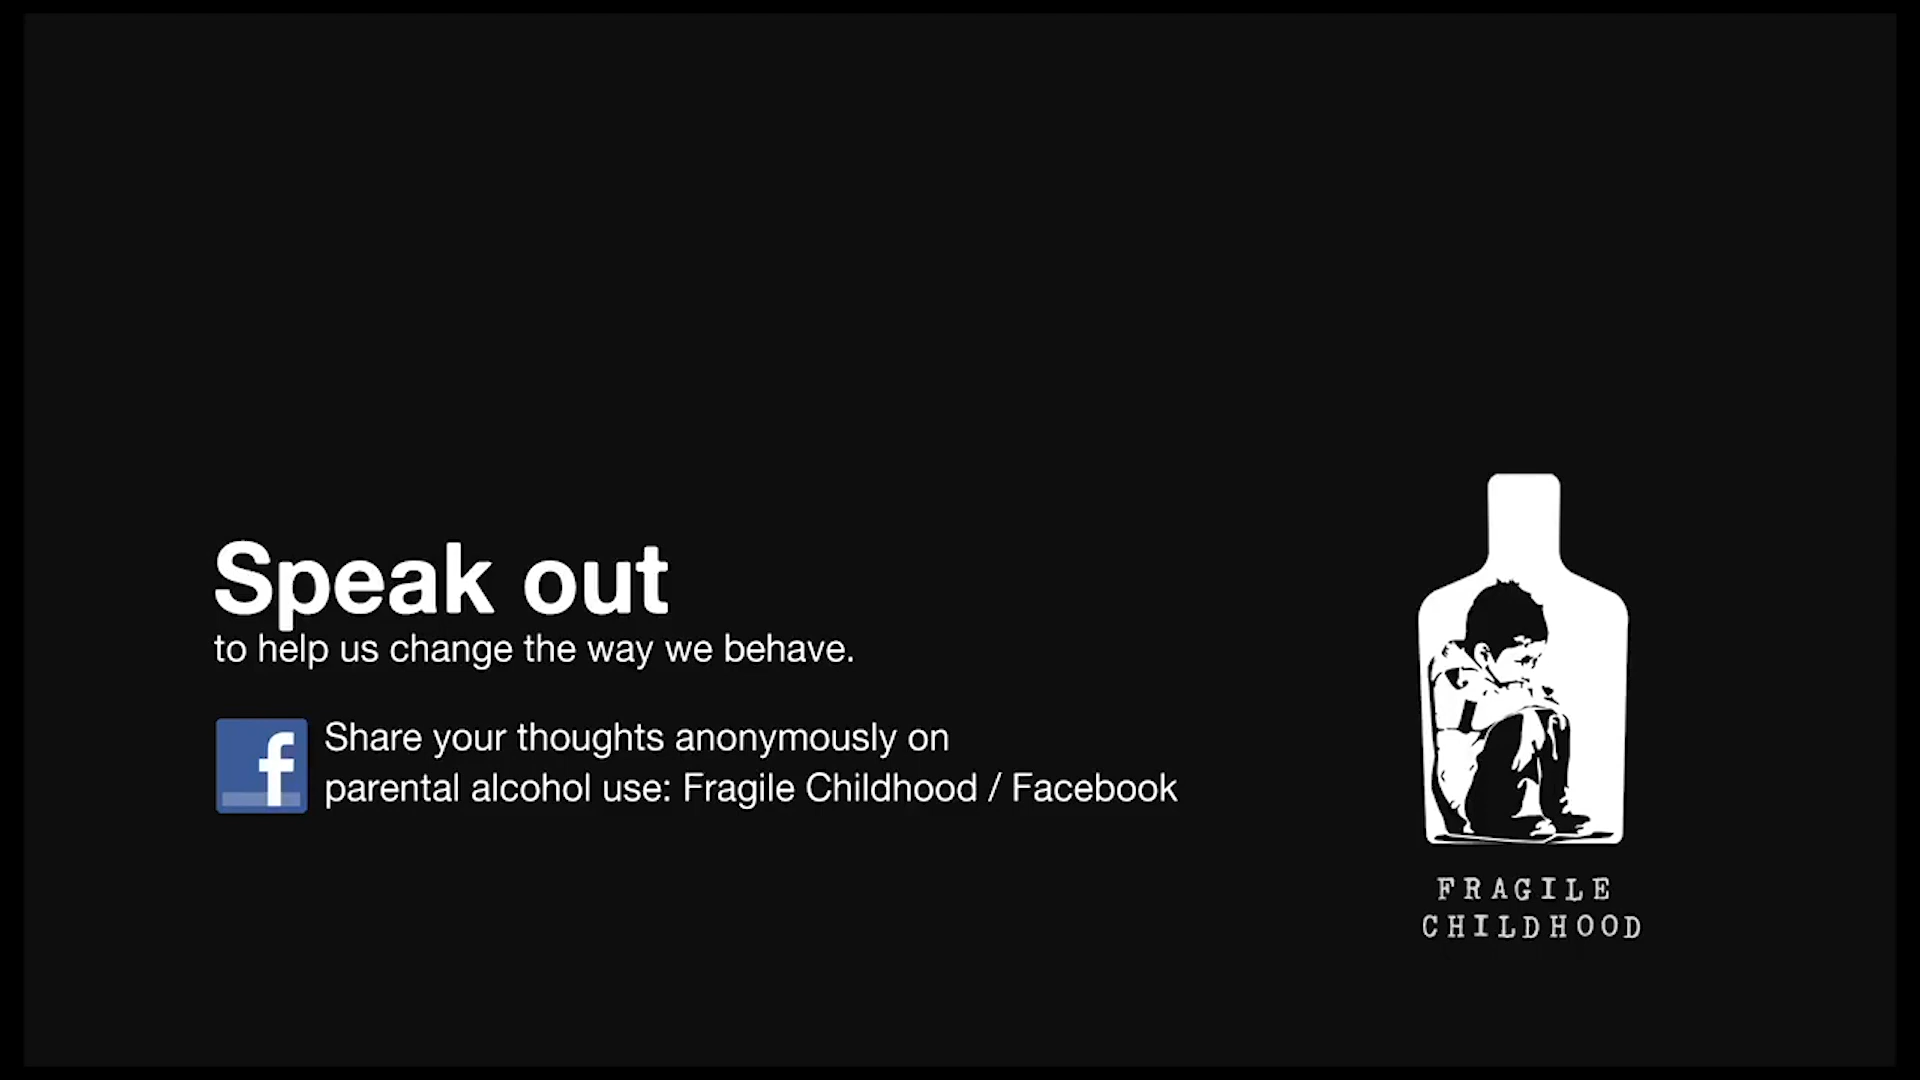 Speak out
to help us change the way we behave.
Share your thoughts anonymously on
parental alcohol use: Fragile Childhood / Facebook
FRAGILE
CHILDHOOD